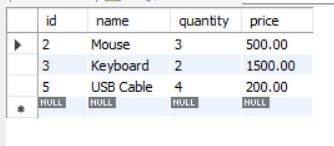 id name quantity price
2 Mouse 3 500.00
3 Keyboard 2 1500.00
5 USB Cable 4 200.00
NULL NULL NULL NULL